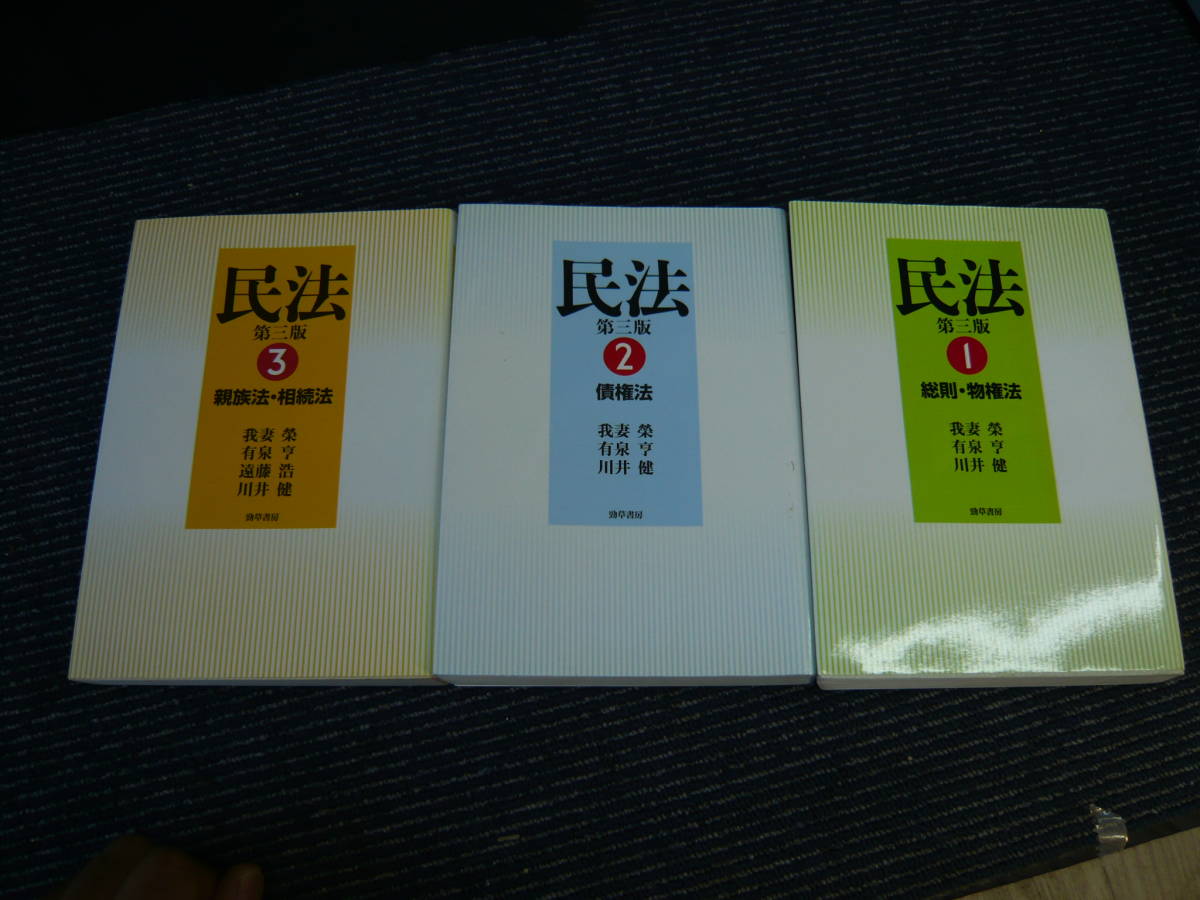 民法
第三版
3
親族法・相続法
我妻 榮
有泉 亨
遠藤 浩
川井 健
勁草書房
民法
第三版
2
債権法
我妻 榮
有泉 亨
川井 健
勁草書房
民法
第三版
1
総則・物権法
我妻 榮
有泉 亨
川井 健
勁草書房